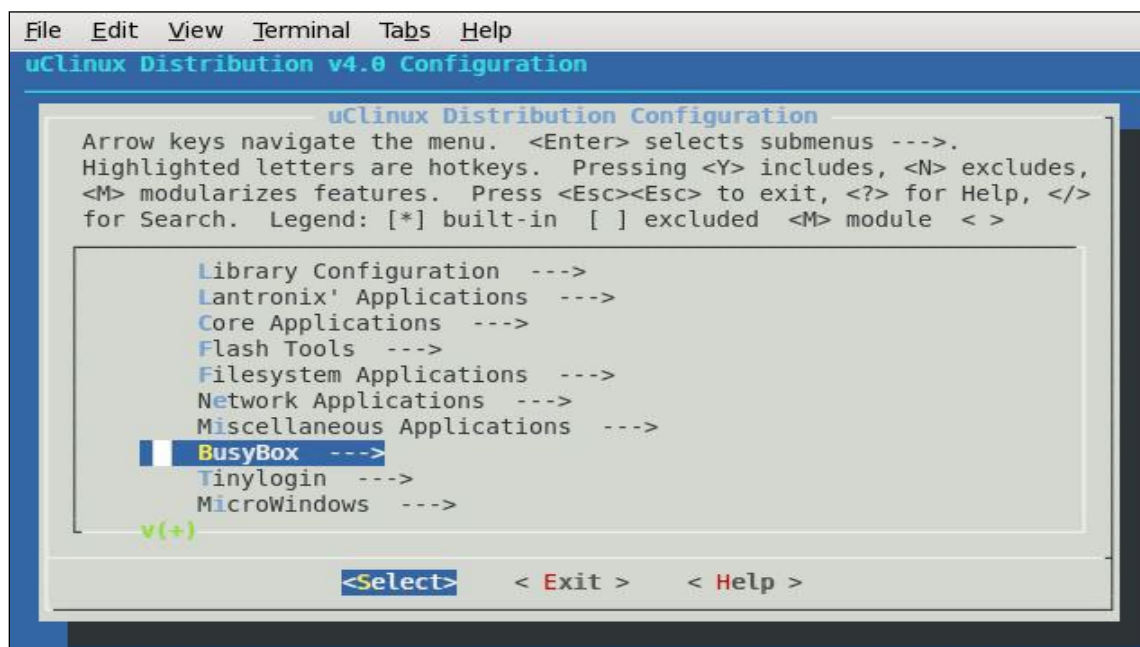 File Edit View Terminal Tabs Help
uClinux Distribution v4.0 Configuration
uClinux Distribution Configuration
Arrow keys navigate the menu. <Enter> selects submenus --->.
Highlighted letters are hotkeys. Pressing <Y> includes, <N> excludes,
<M> modularizes features. Press <Esc><Esc> to exit, <?> for Help, </>
for Search. Legend: [*] built-in [ ] excluded <M> module < >
Library Configuration --->
Lantronix' Applications --->
Core Applications --->
Flash Tools --->
Filesystem Applications --->
Network Applications --->
Miscellaneous Applications --->
BusyBox --->
Tinylogin --->
MicroWindows --->
v(+)
<Select> < Exit > < Help >